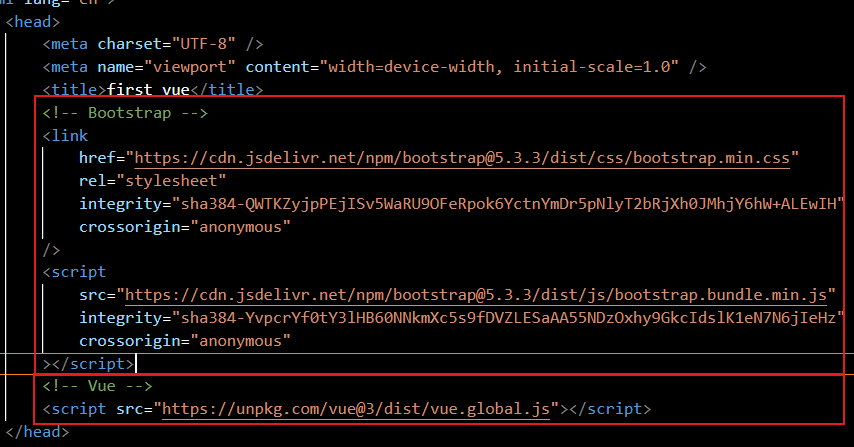 <head>
<meta charset="UTF-8" />
<meta name="viewport" content="width=device-width, initial-scale=1.0" />
<title>first vue</title>
<!-- Bootstrap -->
<link
href="https://cdn.jsdelivr.net/npm/bootstrap@5.3.3/dist/css/bootstrap.min.css"
rel="stylesheet"
integrity="sha384-QWTKZyjpPEjISv5WaRU9OFeRpok6YctnYmDr5pNlyT2bRjXh0JMhjY6hW+ALEwIH"
crossorigin="anonymous"
/>
<script
src="https://cdn.jsdelivr.net/npm/bootstrap@5.3.3/dist/js/bootstrap.bundle.min.js"
integrity="sha384-YvpcrYf0tY3lHB60NNkmXc5s9fDVZLESaAA55NDzOxhy9GkcIdslK1eN7N6jIeHz"
crossorigin="anonymous"
></script>
<!-- Vue -->
<script src="https://unpkg.com/vue@3/dist/vue.global.js"></script>
</head>